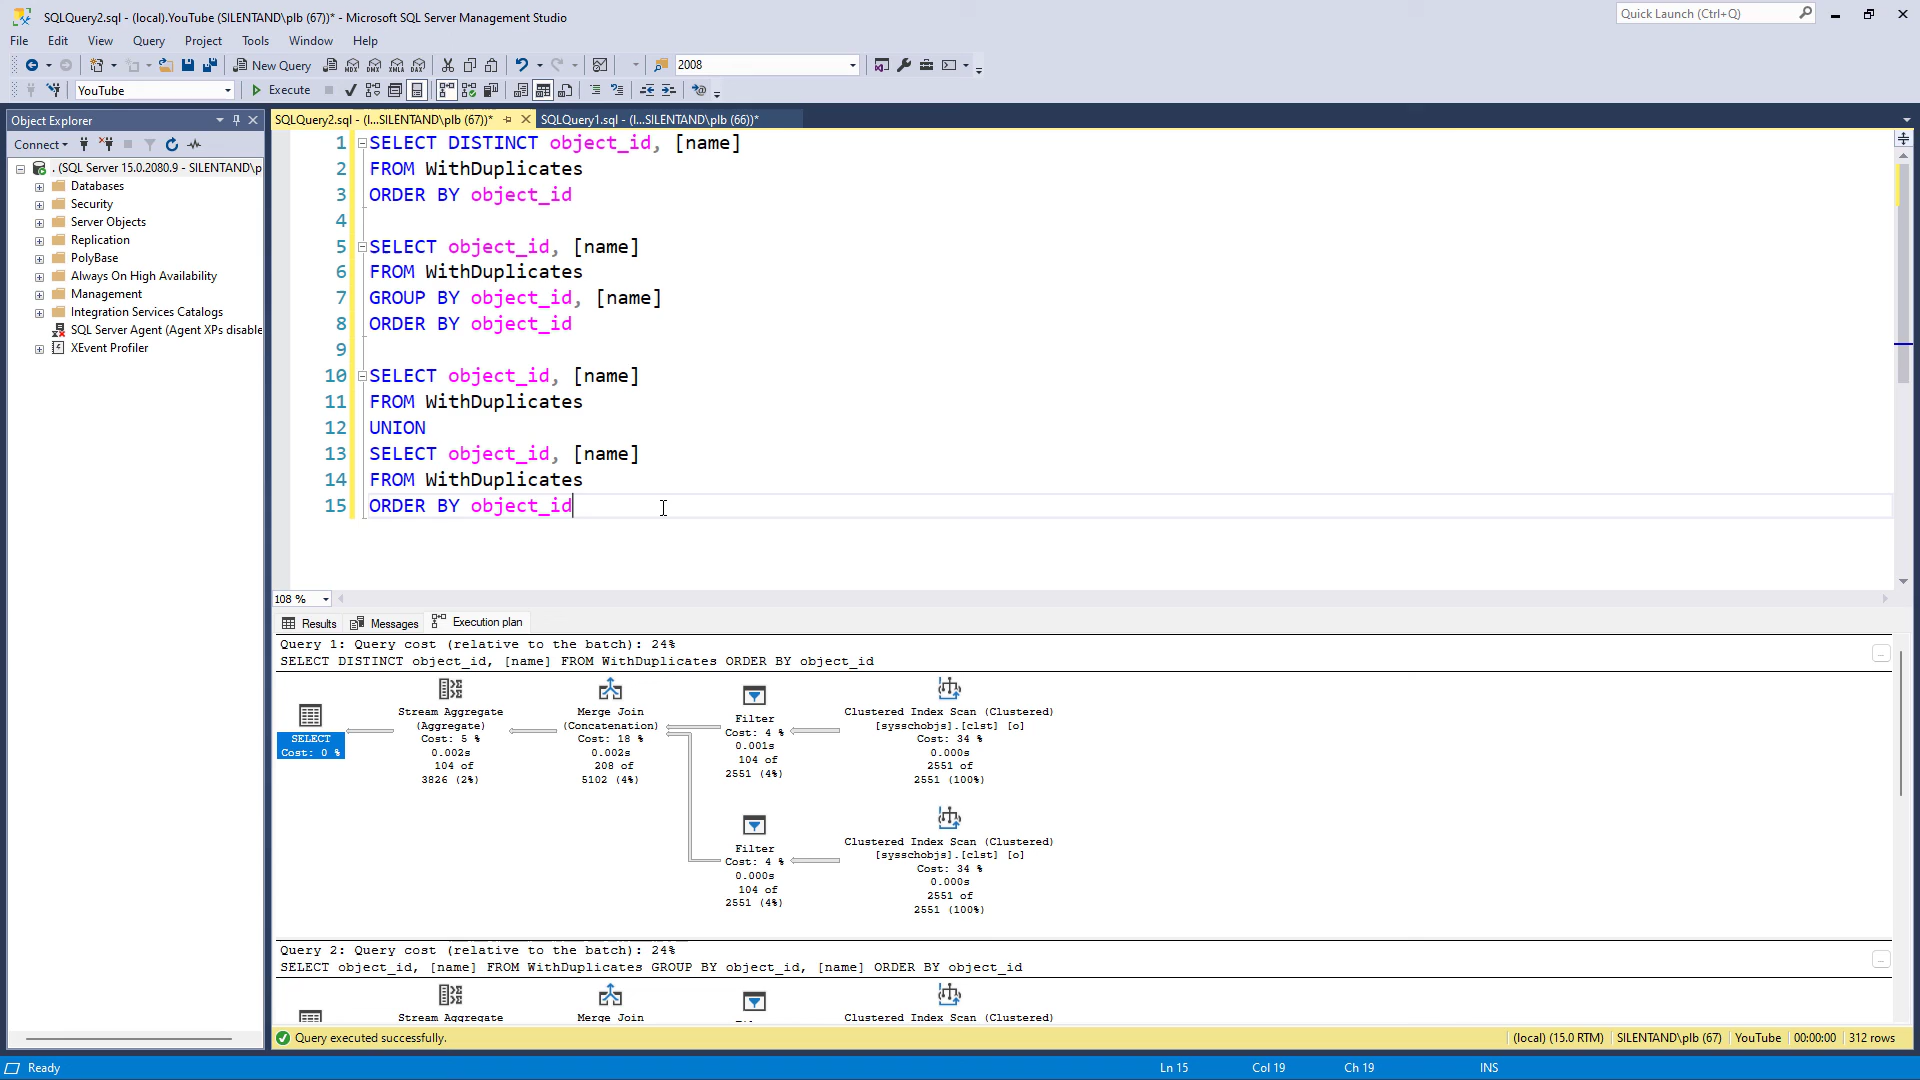 SQLQuery2.sql - (local).YouTube (SILENTAND\plb (67))* - Microsoft SQL Server Management Studio
Quick Launch (Ctrl+Q)
File Edit View Query Project Tools Window Help
New Query
MDX DMX XMLA DAX
2008
YouTube
Execute
Object Explorer
SQLQuery2.sql - (l...SILENTAND\plb (67))*
SQLQuery1.sql - (l...SILENTAND\plb (66))*
Connect
. (SQL Server 15.0.2080.9 - SILENTAND\p
Databases
Security
Server Objects
Replication
PolyBase
Always On High Availability
Management
Integration Services Catalogs
SQL Server Agent (Agent XPs disable
XEvent Profiler
1 SELECT DISTINCT object_id, [name]
2 FROM WithDuplicates
3 ORDER BY object_id
4
5 SELECT object_id, [name]
6 FROM WithDuplicates
7 GROUP BY object_id, [name]
8 ORDER BY object_id
9
10 SELECT object_id, [name]
11 FROM WithDuplicates
12 UNION
13 SELECT object_id, [name]
14 FROM WithDuplicates
15 ORDER BY object_id
108 %
Results Messages Execution plan
Query 1: Query cost (relative to the batch): 24%
SELECT DISTINCT object_id, [name] FROM WithDuplicates ORDER BY object_id
SELECT
Cost: 0 %
Stream Aggregate
(Aggregate)
Cost: 5 %
0.002s
104 of
3826 (2%)
Merge Join
(Concatenation)
Cost: 18 %
0.002s
208 of
5102 (4%)
Filter
Cost: 4 %
0.001s
104 of
2551 (4%)
Clustered Index Scan (Clustered)
[sysschobjs].[clst] [o]
Cost: 34 %
0.000s
2551 of
2551 (100%)
Filter
Cost: 4 %
0.000s
104 of
2551 (4%)
Clustered Index Scan (Clustered)
[sysschobjs].[clst] [o]
Cost: 34 %
0.000s
2551 of
2551 (100%)
Query 2: Query cost (relative to the batch): 24%
SELECT object_id, [name] FROM WithDuplicates GROUP BY object_id, [name] ORDER BY object_id
Stream Aggregate
Merge Join
Clustered Index Scan (Clustered)
Query executed successfully.
(local) (15.0 RTM) SILENTAND\plb (67) YouTube 00:00:00 312 rows
Ready
Ln 15 Col 19 Ch 19 INS